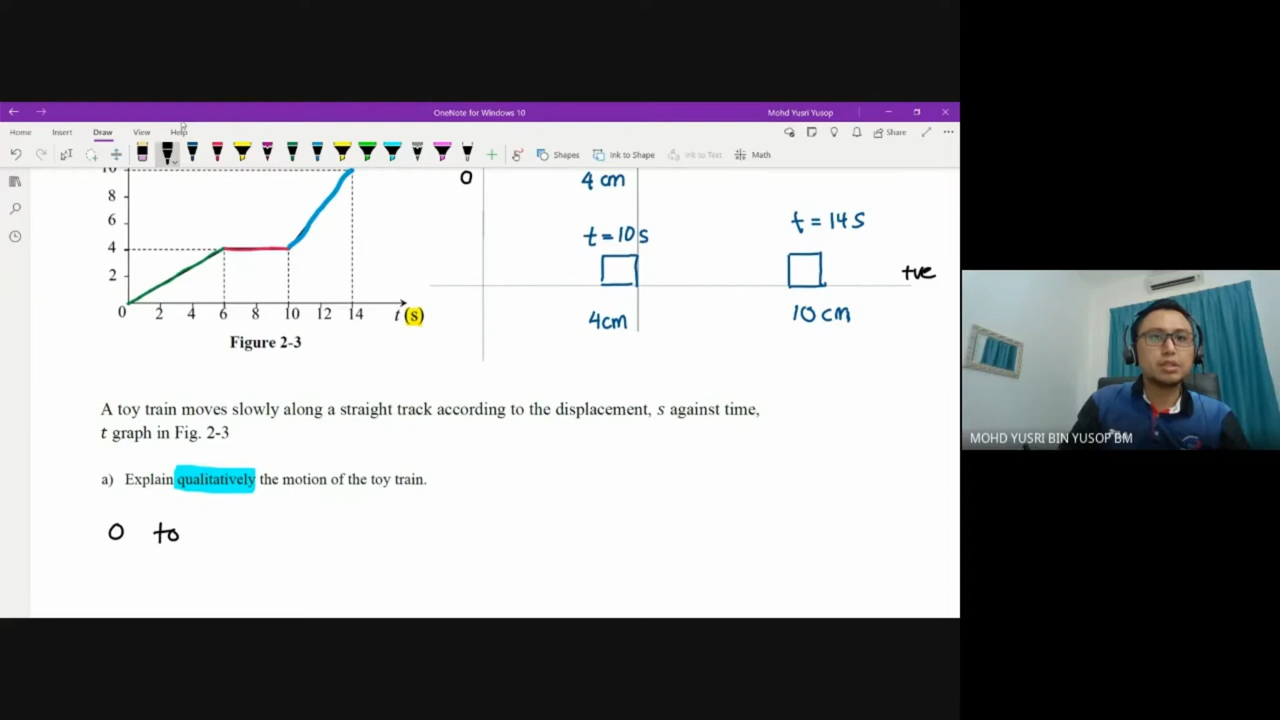 OneNote for Windows 10
Mohd Yusri Yusop
Home Insert Draw View Help
Share
Shapes Ink to Shape Ink to Text Math
10
8
6
4
2
0 2 4 6 8 10 12 14 t (s)
Figure 2-3
0
4 cm
t = 10 s
t = 14 s
+ve
4 cm
10 cm
A toy train moves slowly along a straight track according to the displacement, s against time,
t graph in Fig. 2-3
a) Explain qualitatively the motion of the toy train.
0 to
MOHD YUSRI BIN YUSOP BM